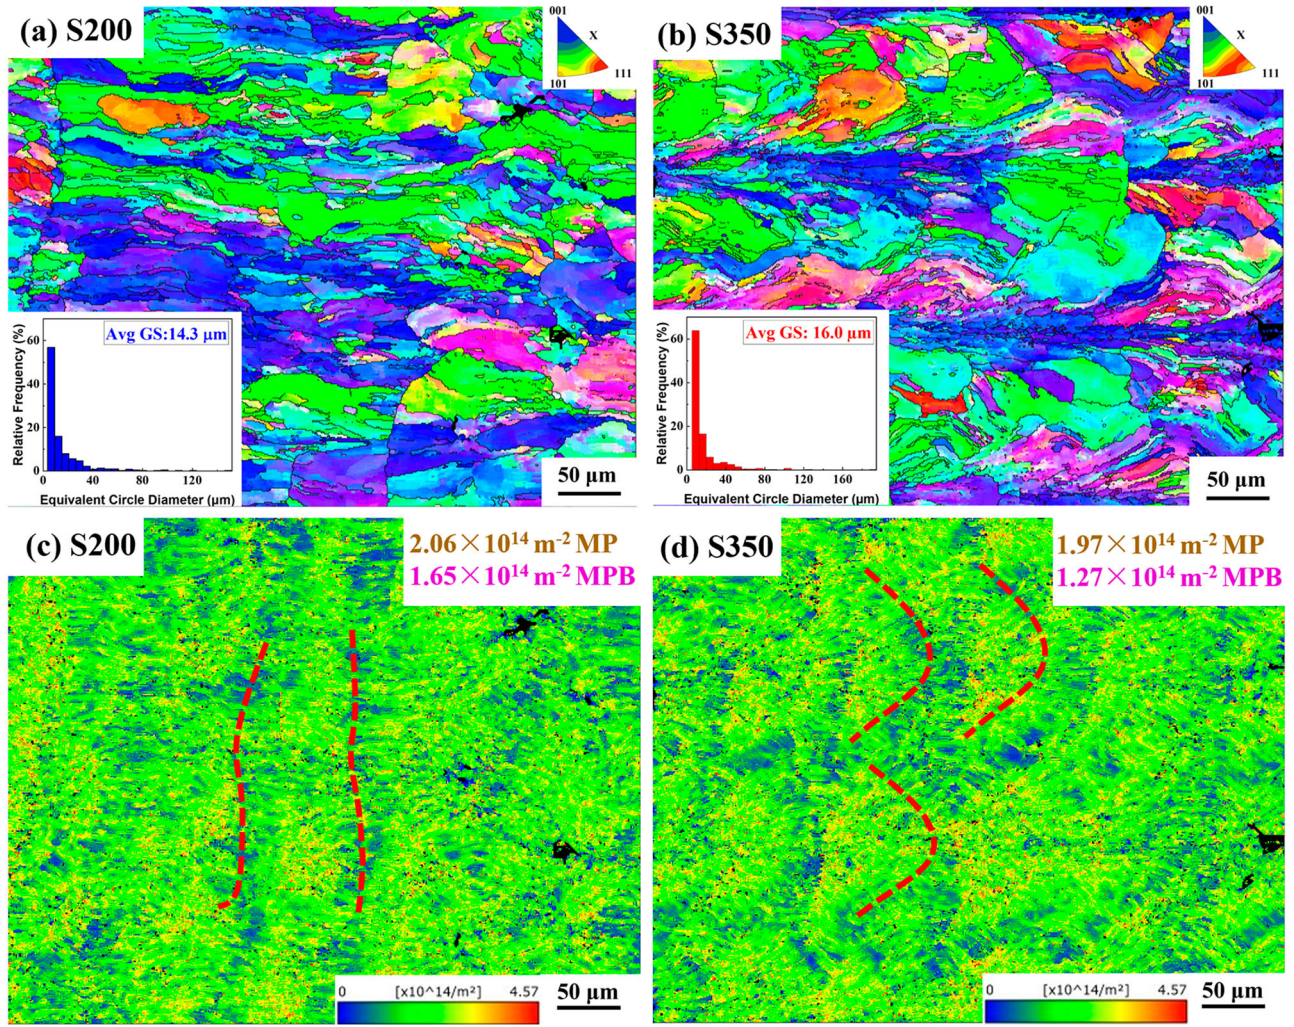 (a) S200
001
X
101
111
Relative Frequency (%)
60
40
20
0
Avg GS:14.3 μm
0
40
80
120
Equivalent Circle Diameter (μm)
50 μm
(b) S350
001
X
101
111
Relative Frequency (%)
60
40
20
0
Avg GS: 16.0 μm
0
40
80
120
160
Equivalent Circle Diameter (μm)
50 μm
(c) S200
2.06×10¹⁴ m⁻² MP
1.65×10¹⁴ m⁻² MPB
0 [x10^14/m²] 4.57
50 μm
(d) S350
1.97×10¹⁴ m⁻² MP
1.27×10¹⁴ m⁻² MPB
0 [x10^14/m²] 4.57
50 μm